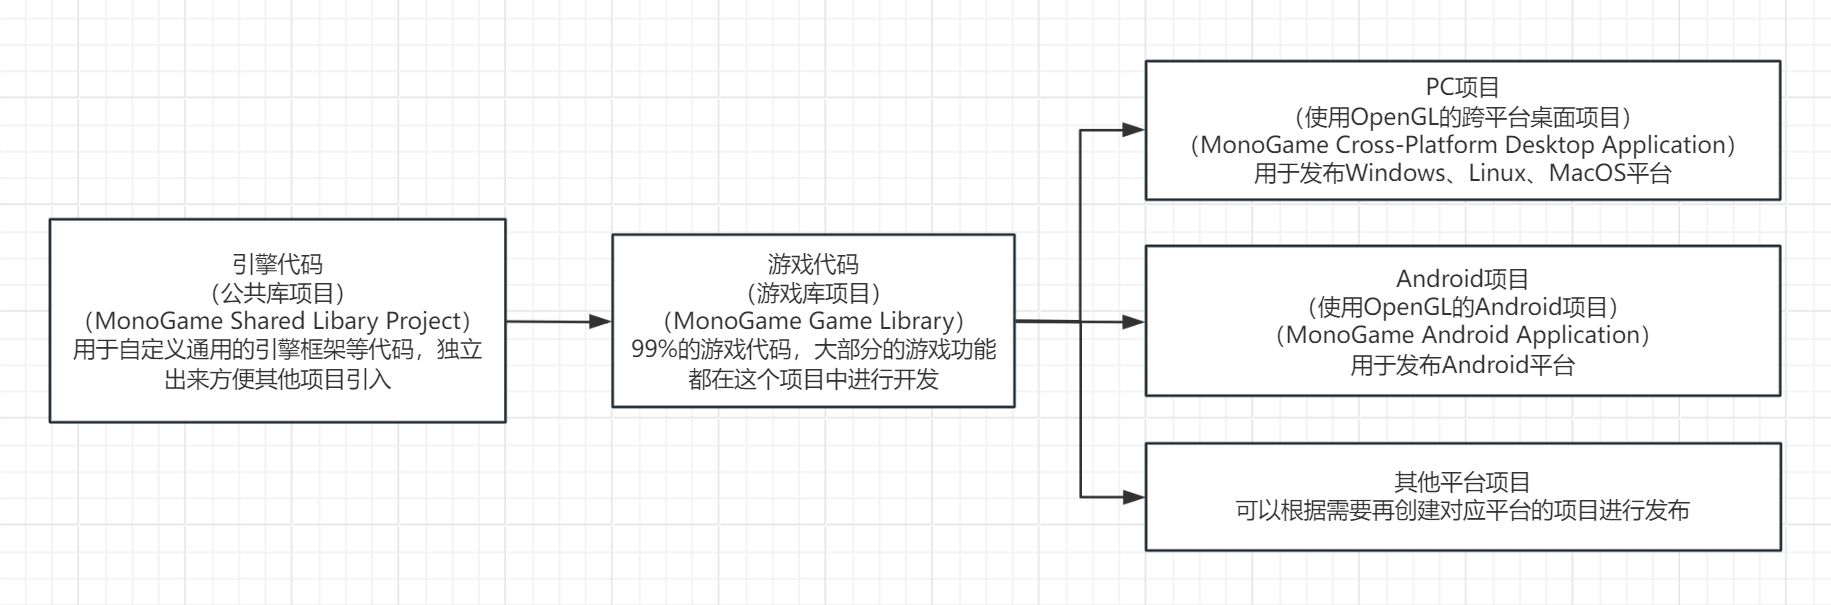 引擎代码
（公共库项目）
（MonoGame Shared Libary Project）
用于自定义通用的引擎框架等代码，独立
出来方便其他项目引入
游戏代码
（游戏库项目）
（MonoGame Game Library）
99%的游戏代码，大部分的游戏功能
都在这个项目中进行开发
PC项目
（使用OpenGL的跨平台桌面项目）
（MonoGame Cross-Platform Desktop Application）
用于发布Windows、Linux、MacOS平台
Android项目
（使用OpenGL的Android项目）
（MonoGame Android Application）
用于发布Android平台
其他平台项目
可以根据需要再创建对应平台的项目进行发布